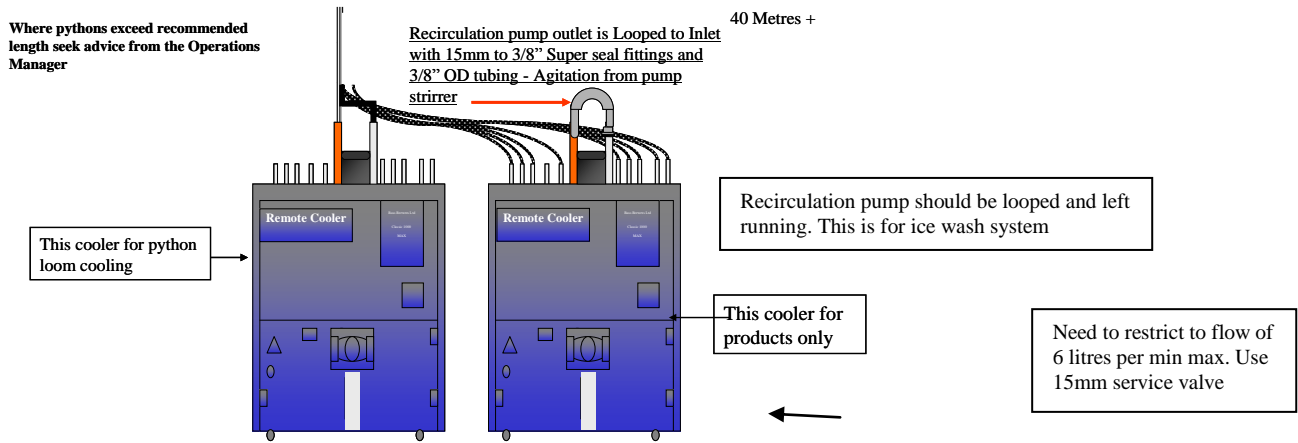 Where pythons exceed recommended
length seek advice from the Operations
Manager
Recirculation pump outlet is Looped to Inlet
with 15mm to 3/8” Super seal fittings and
3/8” OD tubing - Agitation from pump
strirrer
40 Metres +
Remote Cooler
Remote Cooler
Recirculation pump should be looped and left
running. This is for ice wash system
This cooler for python
loom cooling
This cooler for
products only
Need to restrict to flow of
6 litres per min max. Use
15mm service valve